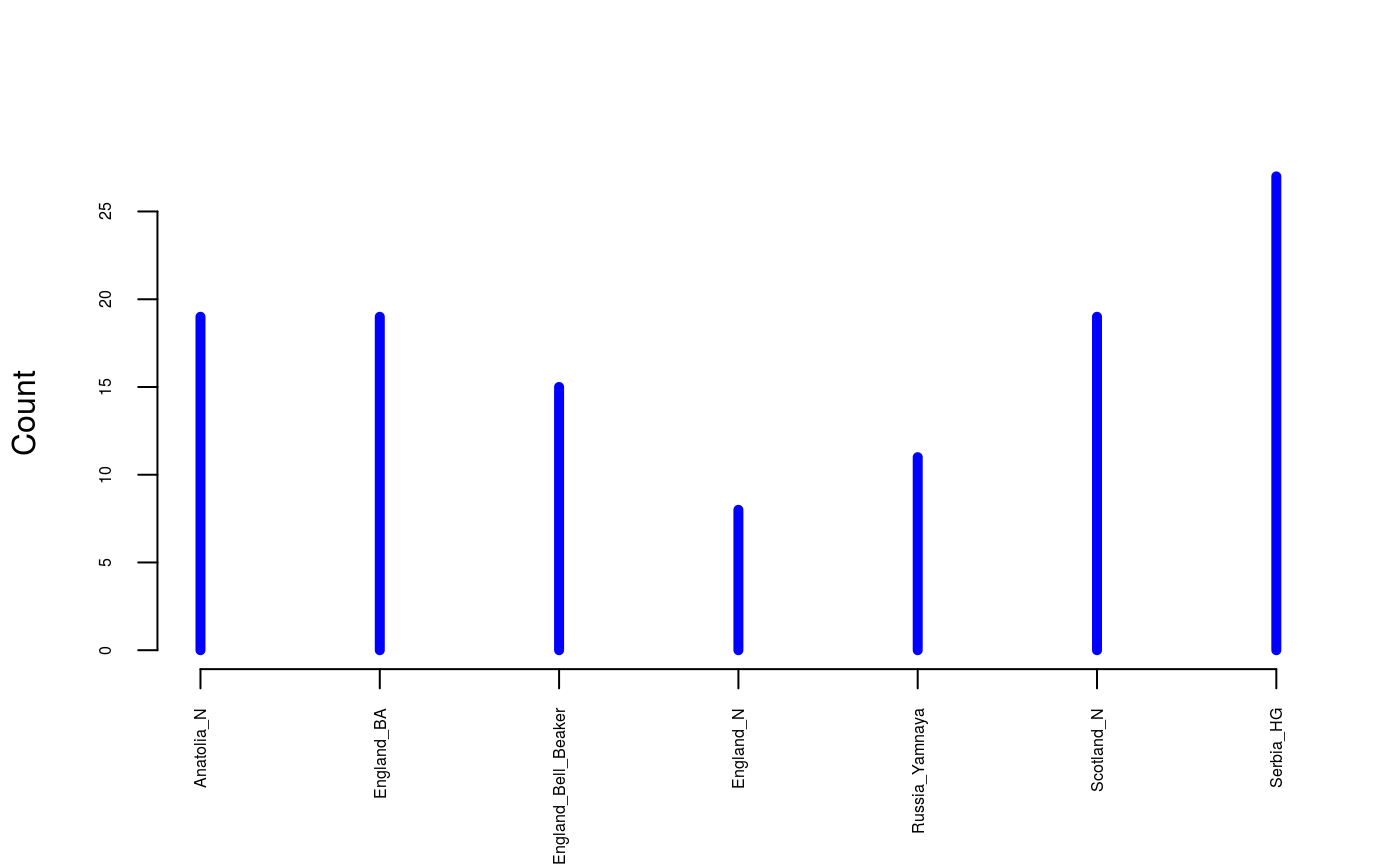 Count
25
20
15
10
5
0
Anatolia_N
England_BA
England_Bell_Beaker
England_N
Russia_Yamnaya
Scotland_N
Serbia_HG